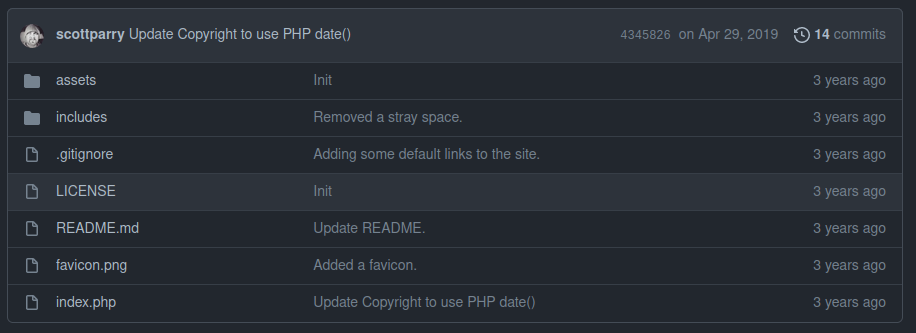 scottparry Update Copyright to use PHP date() 4345826 on Apr 29, 2019 14 commits
assets Init 3 years ago
includes Removed a stray space. 3 years ago
.gitignore Adding some default links to the site. 3 years ago
LICENSE Init 3 years ago
README.md Update README. 3 years ago
favicon.png Added a favicon. 3 years ago
index.php Update Copyright to use PHP date() 3 years ago